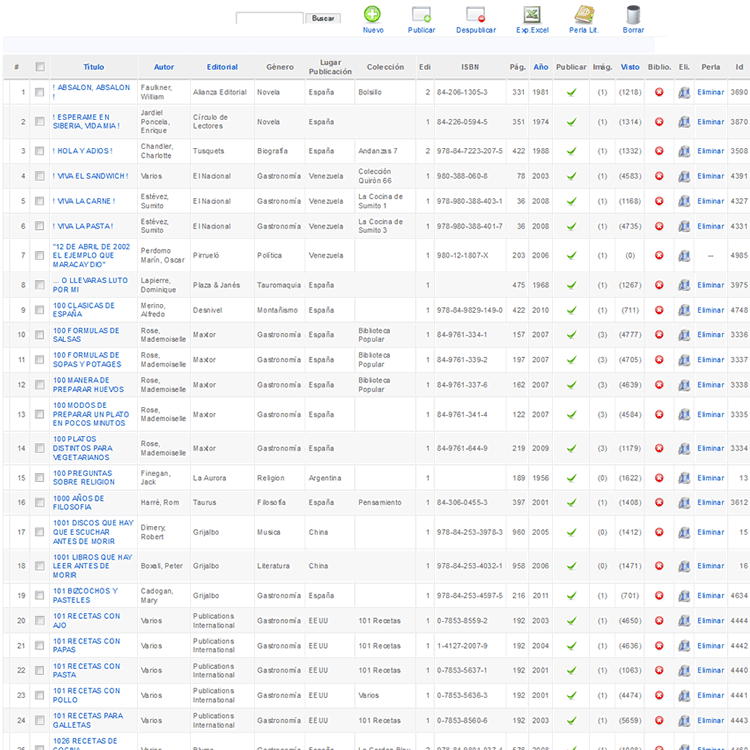 Buscar
Nuevo Publicar Despublicar Exp.Excel Perla Lit. Borrar
# Título Autor Editorial Género Lugar Publicación Colección Edi ISBN Pág. Año Publicar Imág. Visto Biblio. Eli. Perla Id
1 ! ABSALON, ABSALON ! Faulkner, William Alianza Editorial Novela España Bolsillo 2 84-206-1305-3 331 1981 (1) (1218) Eliminar 3690
2 ! ESPERAME EN SIBERIA, VIDA MIA ! Jardiel Poncela, Enrique Círculo de Lectores Novela España 1 84-226-0594-5 351 1974 (1) (1314) Eliminar 3870
3 ! HOLA Y ADIOS ! Chandler, Charlotte Tusquets Biografía España Andanzas 7 2 978-84-7223-207-5 422 1988 (1) (1332) Eliminar 3508
4 ! VIVA EL SANDWICH ! Varios El Nacional Gastronomía Venezuela Colección Quirón 66 1 980-388-060-8 78 2003 (1) (4583) Eliminar 4391
5 ! VIVA LA CARNE ! Estévez, Sumito El Nacional Gastronomía Venezuela La Cocina de Sumito 1 1 978-980-388-403-1 36 2008 (1) (1168) Eliminar 4327
6 ! VIVA LA PASTA ! Estévez, Sumito El Nacional Gastronomía Venezuela La Cocina de Sumito 3 1 978-980-388-401-7 36 2008 (1) (4735) Eliminar 4331
7 "12 DE ABRIL DE 2002 EL EJEMPLO QUE MARACAY DIO" Perdomo Marín, Oscar Pirrueló Política Venezuela 1 980-12-1807-X 203 2006 (1) (0) -- 4985
8 ... O LLEVARAS LUTO POR MI Lapierre, Dominique Plaza & Janés Tauromaquia España 1 475 1968 (1) (1267) Eliminar 3975
9 100 CLASICAS DE ESPAÑA Merino, Alfredo Desnivel Montañismo España 1 978-84-9829-149-0 422 2010 (1) (711) Eliminar 4748
10 100 FORMULAS DE SALSAS Rose, Mademoiselle Maxtor Gastronomía España Biblioteca Popular 1 84-9761-334-1 157 2007 (3) (4777) Eliminar 3336
11 100 FORMULAS DE SOPAS Y POTAGES Rose, Mademoiselle Maxtor Gastronomía España Biblioteca Popular 1 84-9761-339-2 197 2007 (3) (4705) Eliminar 3337
12 100 MANERA DE PREPARAR HUEVOS Rose, Mademoiselle Maxtor Gastronomía España Biblioteca Popular 1 84-9761-337-6 162 2007 (3) (4639) Eliminar 3338
13 100 MODOS DE PREPARAR UN PLATO EN POCOS MINUTOS Rose, Mademoiselle Maxtor Gastronomía España 1 84-9761-341-4 122 2007 (3) (4584) Eliminar 3335
14 100 PLATOS DISTINTOS PARA VEGETARIANOS Rose, Mademoiselle Maxtor Gastronomía España 1 84-9761-644-9 219 2009 (3) (1179) Eliminar 3334
15 100 PREGUNTAS SOBRE RELIGION Finegan, Jack La Aurora Religion Argentina 189 1956 (0) (1622) Eliminar 13
16 1000 AÑOS DE FILOSOFIA Harré, Rom Taurus Filosofía España Pensamiento 1 84-306-0455-3 397 2001 (1) (1408) Eliminar 3612
17 1001 DISCOS QUE HAY QUE ESCUCHAR ANTES DE MORIR Dimery, Robert Grijalbo Musica China 1 978-84-253-3978-3 960 2005 (0) (1412) Eliminar 15
18 1001 LIBROS QUE HAY LEER ANTES DE MORIR Boxall, Peter Grijalbo Literatura China 1 978-84-253-4032-1 958 2006 (0) (1471) Eliminar 16
19 101 BIZCOCHOS Y PASTELES Cadogan, Mary Grijalbo Gastronomía España 1 978-84-253-4597-5 216 2011 (1) (701) Eliminar 4634
20 101 RECETAS CON AJO Varios Publications International Gastronomía EEUU 101 Recetas 1 0-7853-8559-2 192 2003 (1) (4650) Eliminar 4444
21 101 RECETAS CON PAPAS Varios Publications International Gastronomía EEUU 101 Recetas 1 1-4127-2007-9 192 2004 (1) (4636) Eliminar 4442
22 101 RECETAS CON PASTA Varios Publications International Gastronomía EEUU 101 Recetas 1 0-7853-5637-1 192 2001 (1) (1063) Eliminar 4440
23 101 RECETAS CON POLLO Varios Publications International Gastronomía EEUU Varios 1 0-7853-5636-3 192 2001 (1) (4474) Eliminar 4441
24 101 RECETAS PARA GALLETAS Varios Publications International Gastronomía EEUU 101 Recetas 1 0-7853-8560-6 192 2003 (1) (5659) Eliminar 4443
1026 RECETAS DE